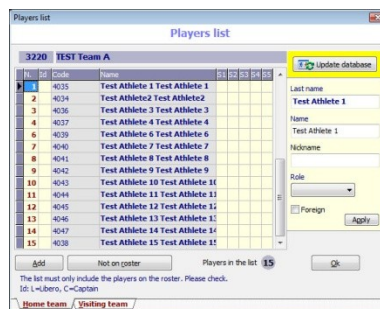 Players list
Players list
3220 TEST Team A
Update database
N. Id Code Name S1 S2 S3 S4 S5
1 4035 Test Athlete 1 Test Athlete 1
2 4034 Test Athlete2 Test Athlete2
3 4036 Test Athlete 3 Test Athlete 3
4 4037 Test Athlete 4 Test Athlete 4
6 4039 Test Athlete 6 Test Athlete 6
7 4040 Test Athlete 7 Test Athlete 7
8 4041 Test Athlete 8 Test Athlete 8
9 4042 Test Athlete 9 Test Athlete 9
10 4043 Test Athlete 10 Test Athlete 10
11 4044 Test Athlete 11 Test Athlete 11
12 4045 Test Athlete 12 Test Athlete 12
13 4046 Test Athlete 13 Test Athlete 13
14 4047 Test Athlete 14 Test Athlete 14
15 4038 Test Athlete 15 Test Athlete 15
Last name
Test Athlete 1
Name
Test Athlete 1
Nickname
Role
Foreign
Apply
Add Not on roster Players in the list 15 Ok
The list must only include the players on the roster. Please check.
Id: L=Libero, C=Captain
Home team Visiting team